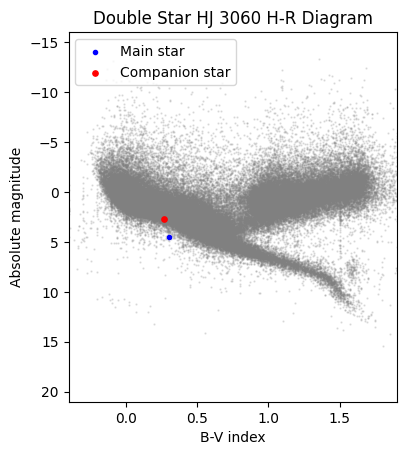 Double Star HJ 3060 H-R Diagram
Main star
Companion star
Absolute magnitude
−15
−10
−5
0
5
10
15
20
0.0
0.5
1.0
1.5
B-V index